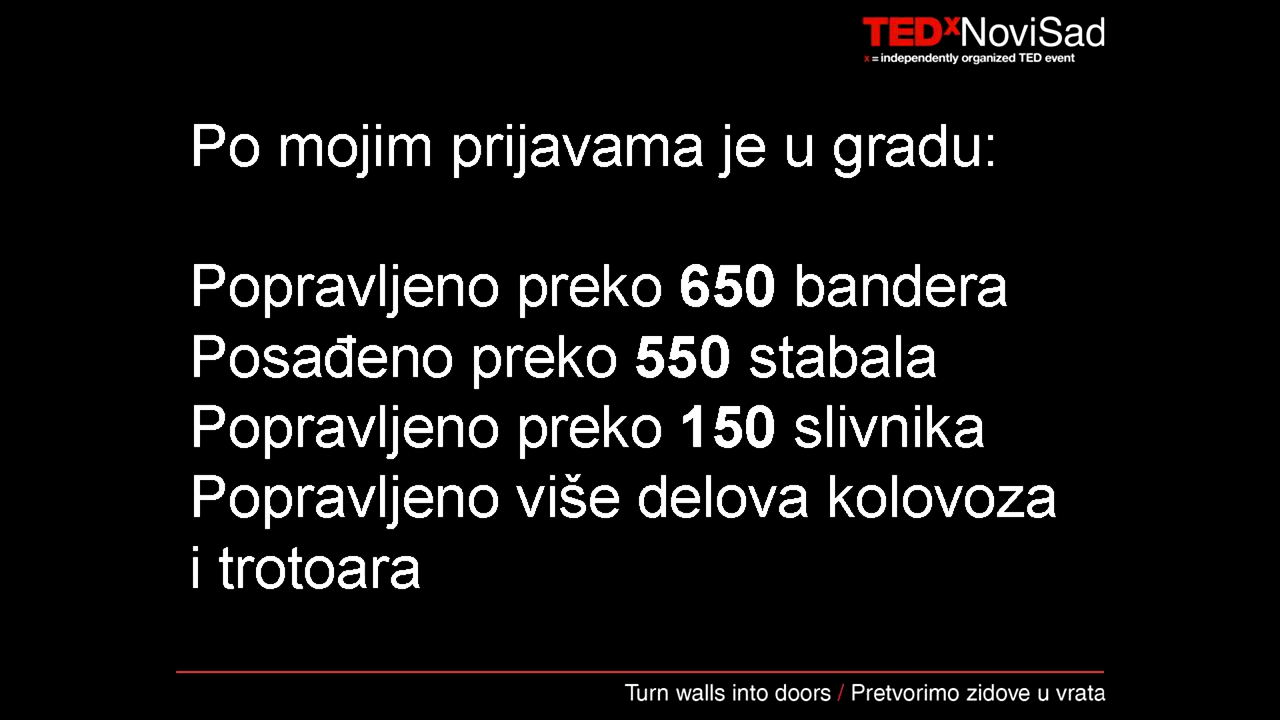 TEDxNoviSad
x = independently organized TED event
Po mojim prijavama je u gradu:
Popravljeno preko 650 bandera
Posađeno preko 550 stabala
Popravljeno preko 150 slivnika
Popravljeno više delova kolovoza
i trotoara
Turn walls into doors / Pretvorimo zidove u vrata